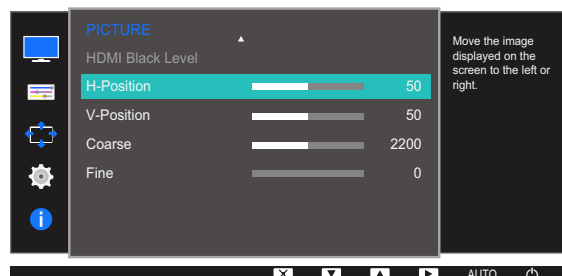 PICTURE
HDMI Black Level
H-Position 50
V-Position 50
Coarse 2200
Fine 0
Move the image
displayed on the
screen to the left or
right.
AUTO